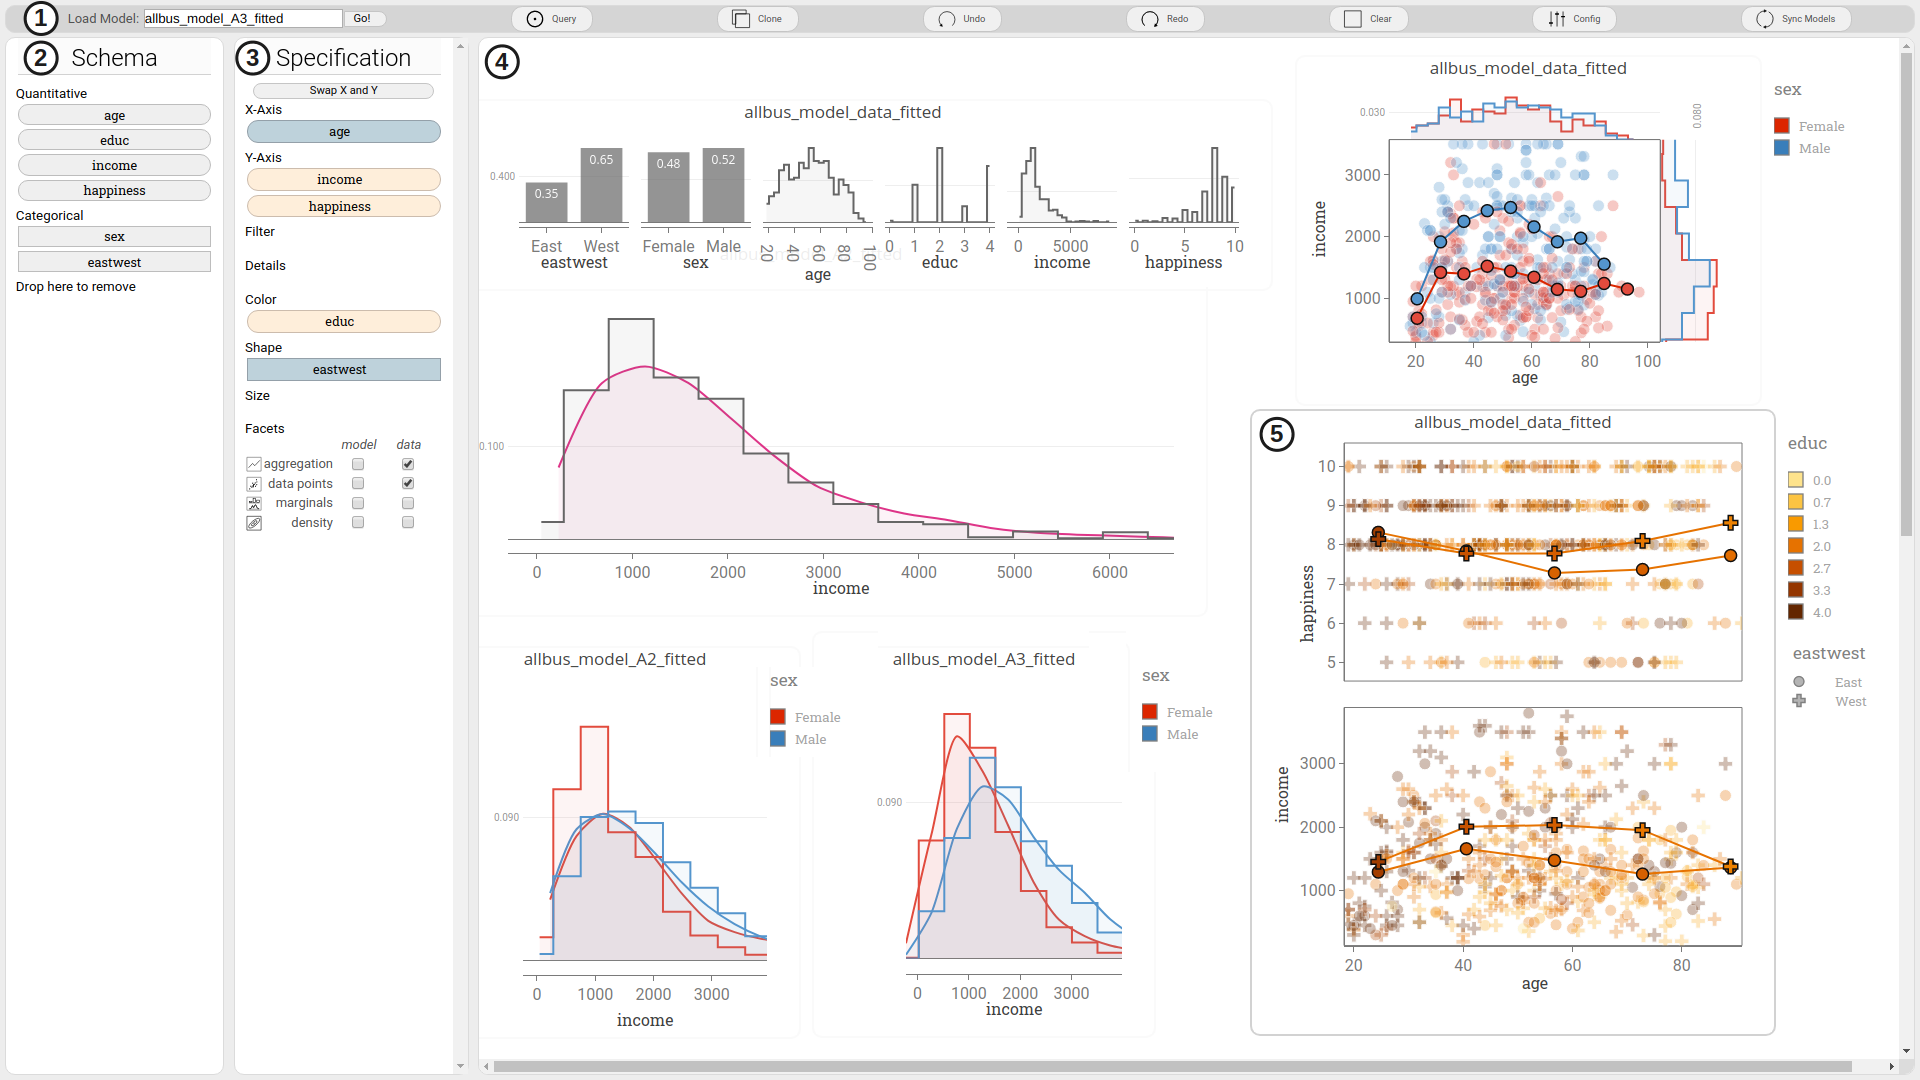 1 Load Model: allbus_model_A3_fitted Go! Query Clone Undo Redo Clear Config Sync Models
2 Schema
Quantitative
age
educ
income
happiness
Categorical
sex
eastwest
Drop here to remove
3 Specification
Swap X and Y
X-Axis
age
Y-Axis
income
happiness
Filter
Details
Color
educ
Shape
eastwest
Size
Facets
model data
aggregation
data points
marginals
density
4
allbus_model_data_fitted
0.400
0.35 0.65 0.48 0.52
East West Female Male 20 40 60 80 100 0 1 2 3 4 0 5000 0 5 10
eastwest sex age educ income happiness
0.100
0 1000 2000 3000 4000 5000 6000
income
allbus_model_A2_fitted
sex
Female
Male
0.090
0 1000 2000 3000
income
allbus_model_A3_fitted
sex
Female
Male
0.090
0 1000 2000 3000
income
allbus_model_data_fitted
0.030
0.080
income
3000
2000
1000
20 40 60 80 100
age
sex
Female
Male
5
allbus_model_data_fitted
happiness
10
9
8
7
6
5
income
3000
2000
1000
20 40 60 80
age
educ
0.0
0.7
1.3
2.0
2.7
3.3
4.0
eastwest
East
West